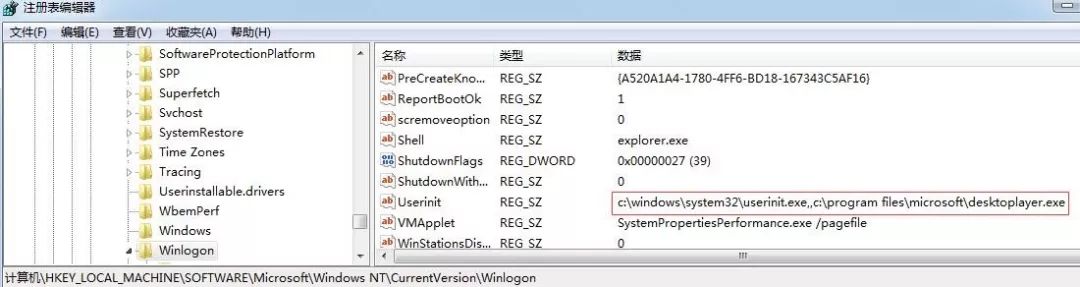 注册表编辑器
文件(F) 编辑(E) 查看(V) 收藏夹(A) 帮助(H)
SoftwareProtectionPlatform
SPP
Superfetch
Svchost
SystemRestore
Time Zones
Tracing
Userinstallable.drivers
WbemPerf
Windows
Winlogon
名称 类型 数据
PreCreateKno... REG_SZ {A520A1A4-1780-4FF6-BD18-167343C5AF16}
ReportBootOk REG_SZ 1
scremoveoption REG_SZ 0
Shell REG_SZ explorer.exe
ShutdownFlags REG_DWORD 0x00000027 (39)
ShutdownWith... REG_SZ 0
Userinit REG_SZ c:\windows\system32\userinit.exe,,c:\program files\microsoft\desktoplayer.exe
VMApplet REG_SZ SystemPropertiesPerformance.exe /pagefile
WinStationsDis... REG_SZ 0
计算机\HKEY_LOCAL_MACHINE\SOFTWARE\Microsoft\Windows NT\CurrentVersion\Winlogon